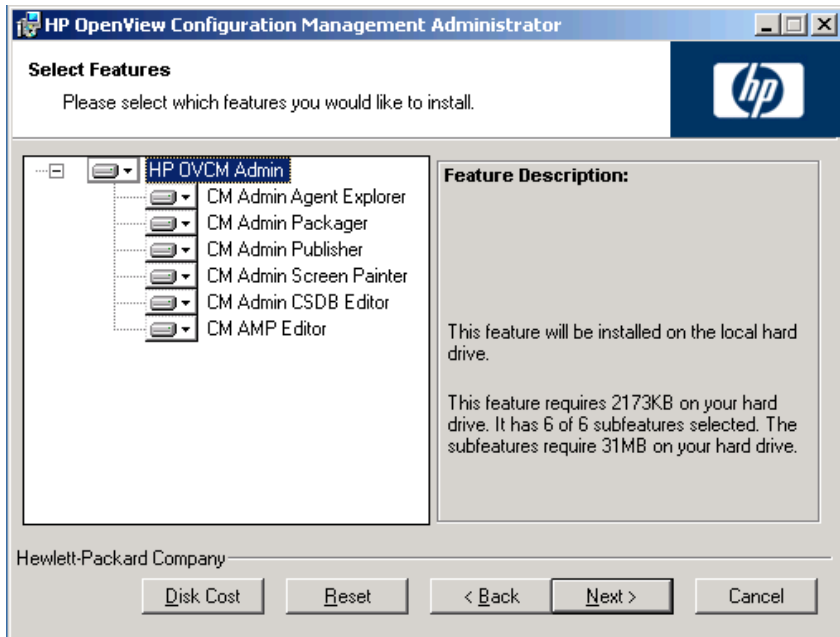 HP OpenView Configuration Management Administrator
Select Features
Please select which features you would like to install.
hp
HP OVCM Admin
CM Admin Agent Explorer
CM Admin Packager
CM Admin Publisher
CM Admin Screen Painter
CM Admin CSDB Editor
CM AMP Editor
Feature Description:
This feature will be installed on the local hard
drive.
This feature requires 2173KB on your hard
drive. It has 6 of 6 subfeatures selected. The
subfeatures require 31MB on your hard drive.
Hewlett-Packard Company
Disk Cost
Reset
< Back
Next >
Cancel